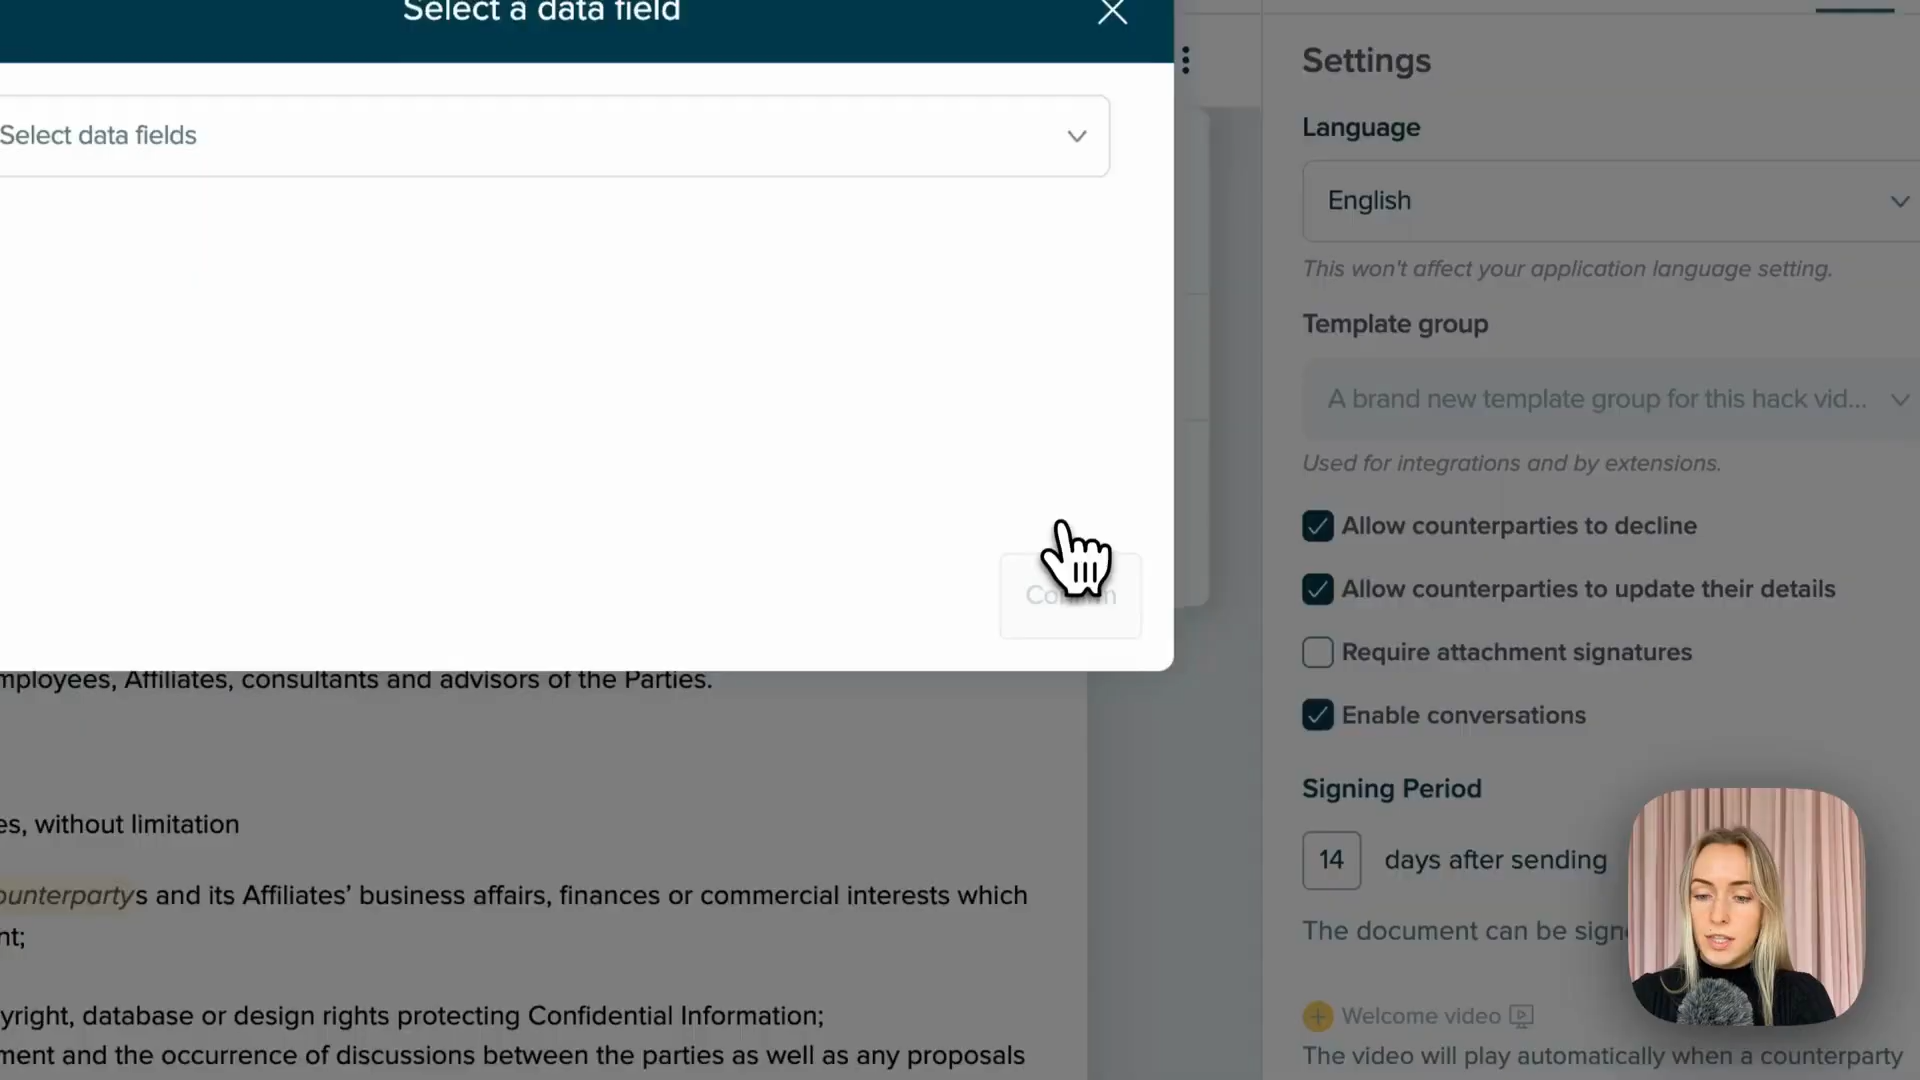 Select a data field
Select data fields
mployees, Affiliates, consultants and advisors of the Parties.
es, without limitation
ounterpartys and its Affiliates’ business affairs, finances or commercial interests which
nt;
yright, database or design rights protecting Confidential Information;
ment and the occurrence of discussions between the parties as well as any proposals
Settings
Language
English
This won't affect your application language setting.
Template group
A brand new template group for this hack vid...
Used for integrations and by extensions.
Allow counterparties to decline
Allow counterparties to update their details
Require attachment signatures
Enable conversations
Signing Period
14 days after sending
The document can be sign
Welcome video
The video will play automatically when a counterparty